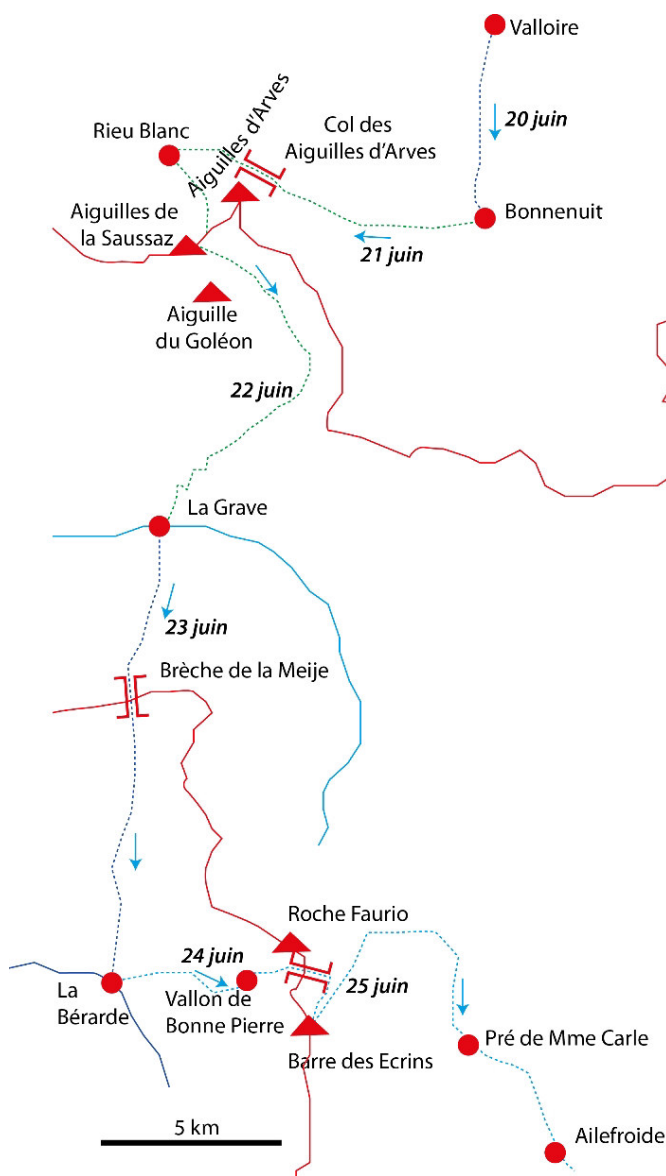 Valloire
20 juin
Aiguilles d'Arves
Col des
Aiguilles d'Arves
Rieu Blanc
Bonnenuit
Aiguilles de
la Saussaz
21 juin
Aiguille
du Goléon
22 juin
La Grave
23 juin
Brèche de la Meije
Roche Faurio
24 juin
25 juin
La
Bérarde
Vallon de
Bonne Pierre
Pré de Mme Carle
Barre des Ecrins
5 km
Ailefroide